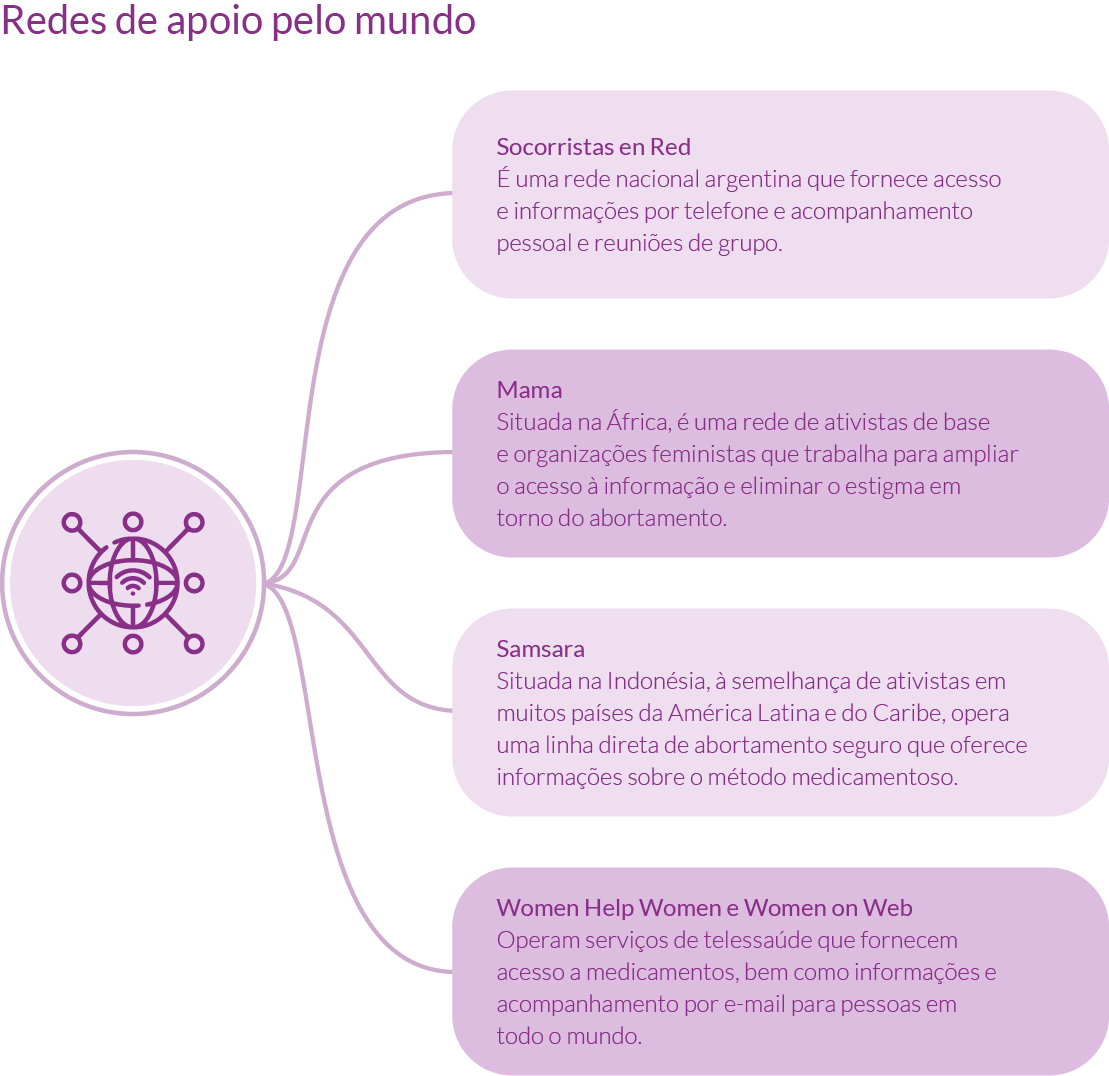 Redes de apoio pelo mundo
Socorristas en Red
É uma rede nacional argentina que fornece acesso
e informações por telefone e acompanhamento
pessoal e reuniões de grupo.
Mama
Situada na África, é uma rede de ativistas de base
e organizações feministas que trabalha para ampliar
o acesso à informação e eliminar o estigma em
torno do abortamento.
Samsara
Situada na Indonésia, à semelhança de ativistas em
muitos países da América Latina e do Caribe, opera
uma linha direta de abortamento seguro que oferece
informações sobre o método medicamentoso.
Women Help Women e Women on Web
Operam serviços de telessaúde que fornecem
acesso a medicamentos, bem como informações e
acompanhamento por e-mail para pessoas em
todo o mundo.